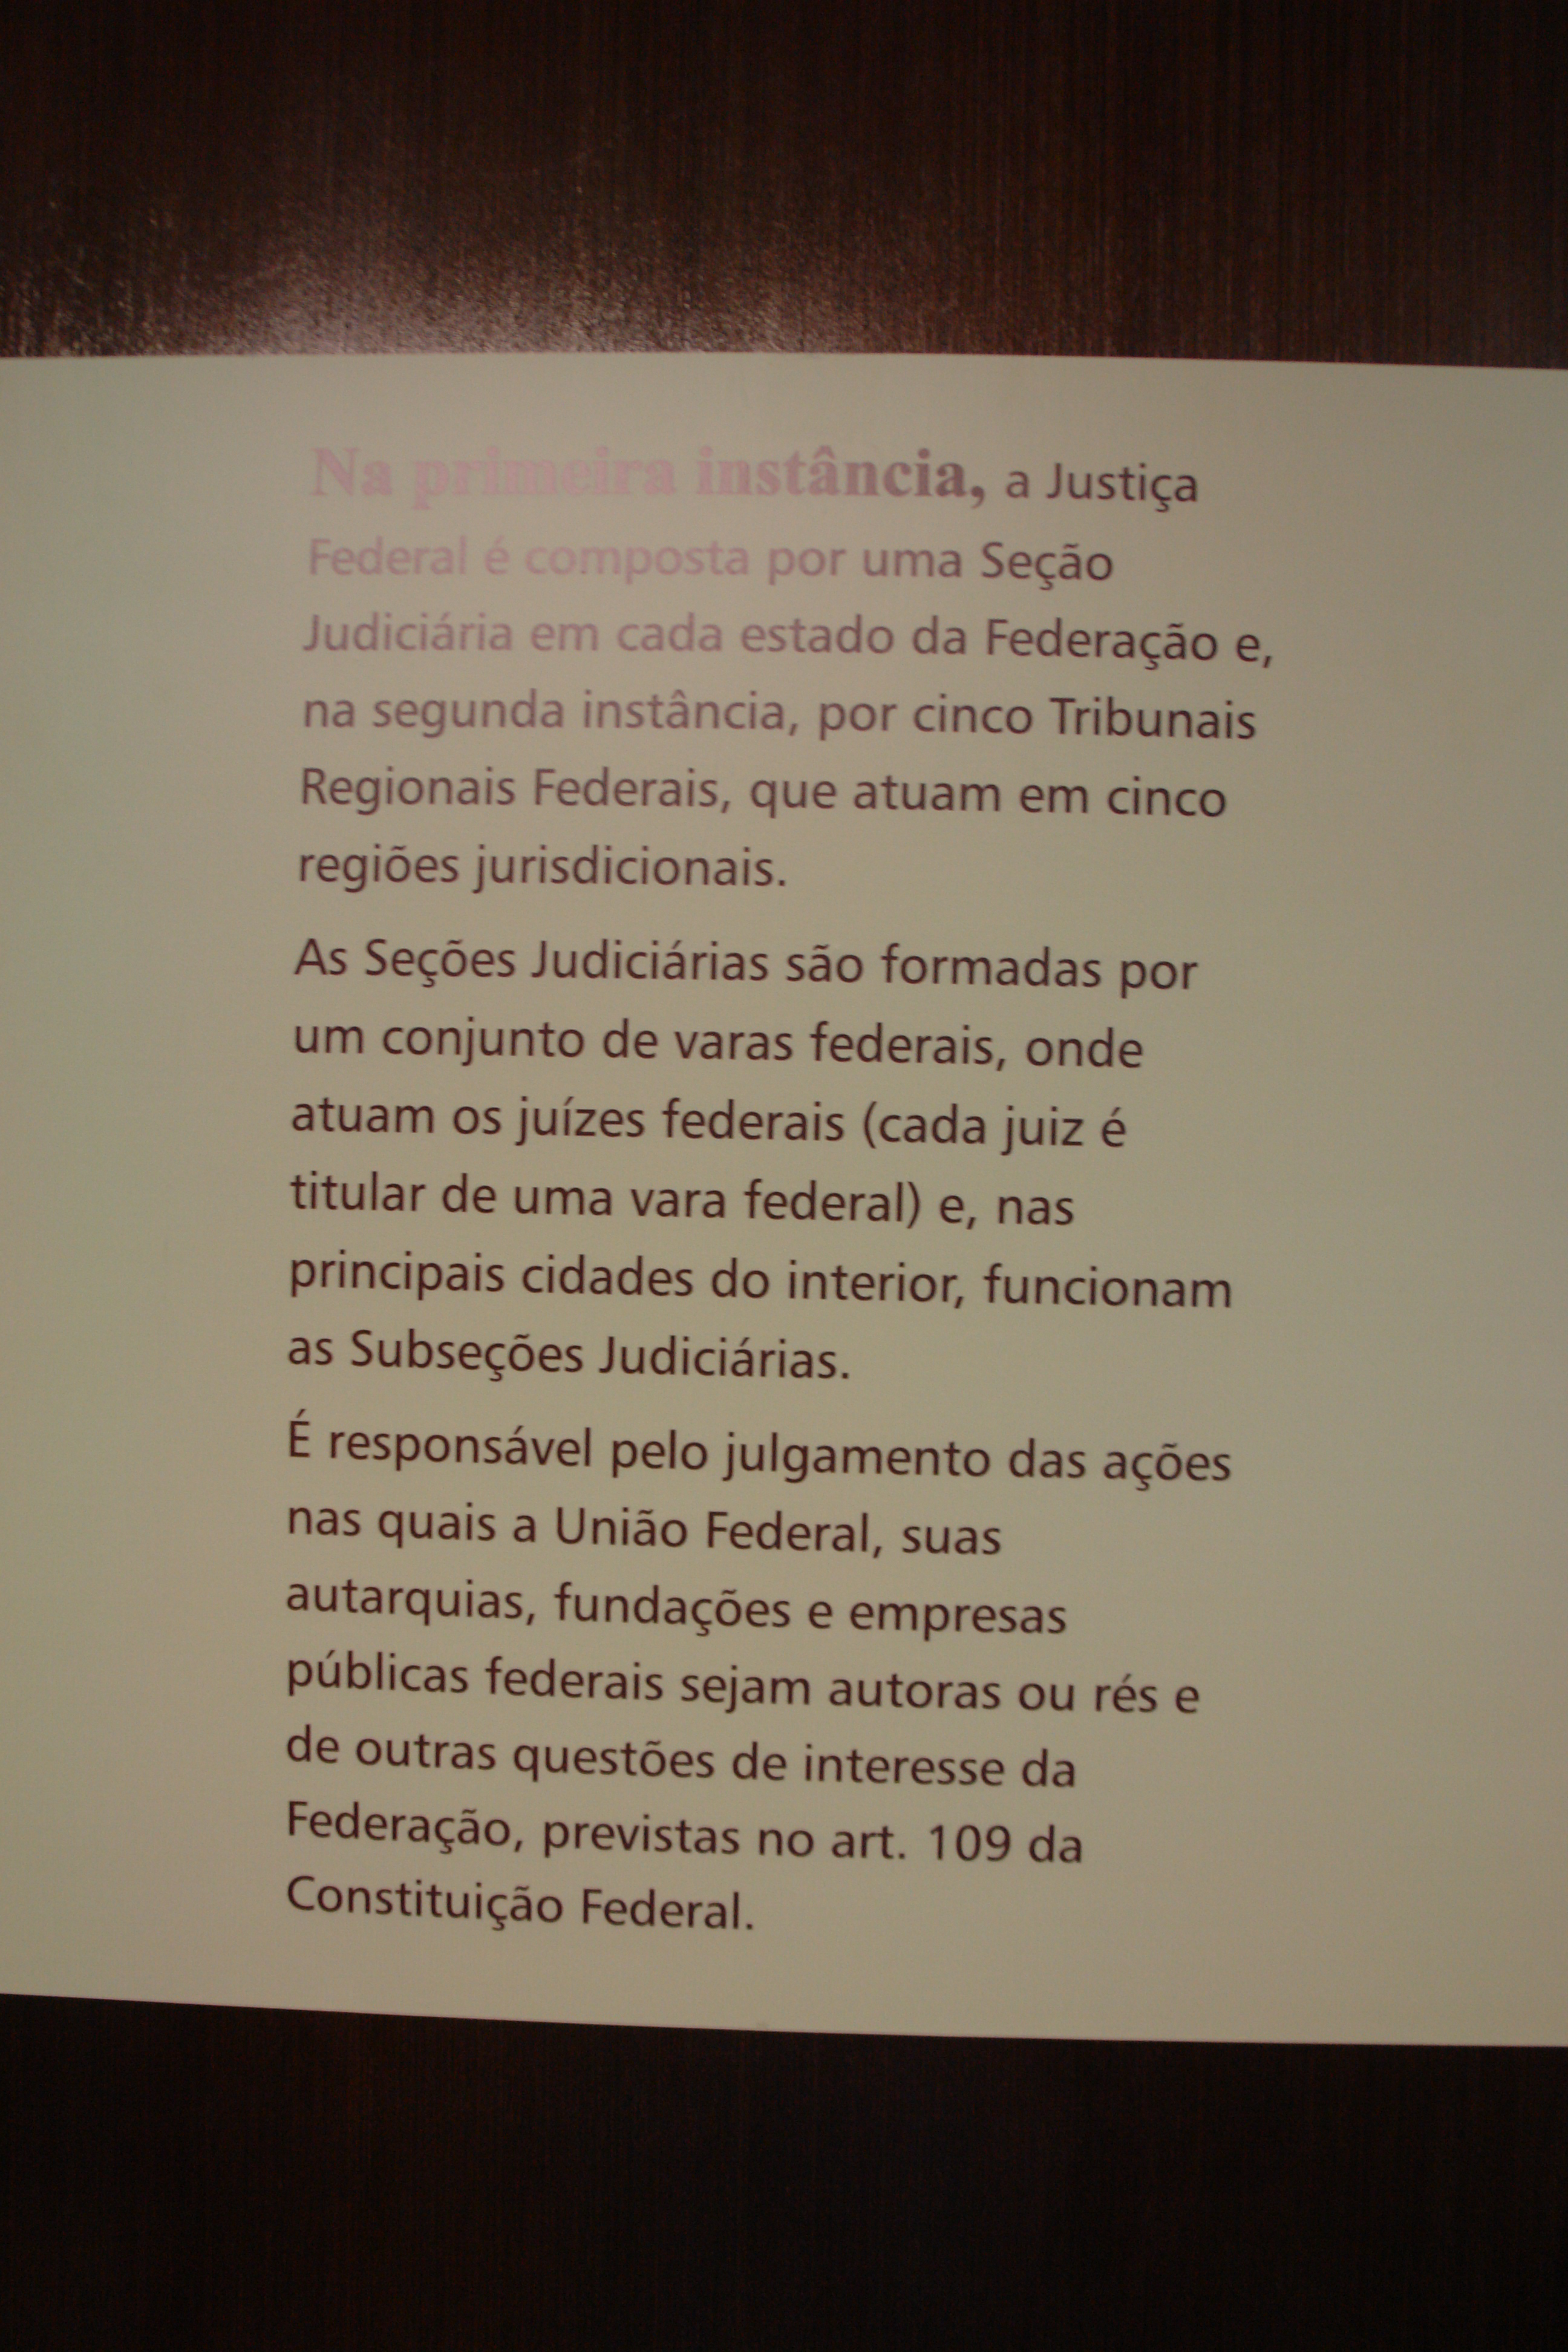 Na primeira instância, a Justiça
Federal é composta por uma Seção
Judiciária em cada estado da Federação e,
na segunda instância, por cinco Tribunais
Regionais Federais, que atuam em cinco
regiões jurisdicionais.
As Seções Judiciárias são formadas por
um conjunto de varas federais, onde
atuam os juízes federais (cada juiz é
titular de uma vara federal) e, nas
principais cidades do interior, funcionam
as Subseções Judiciárias.
É responsável pelo julgamento das ações
nas quais a União Federal, suas
autarquias, fundações e empresas
públicas federais sejam autoras ou rés e
de outras questões de interesse da
Federação, previstas no art. 109 da
Constituição Federal.